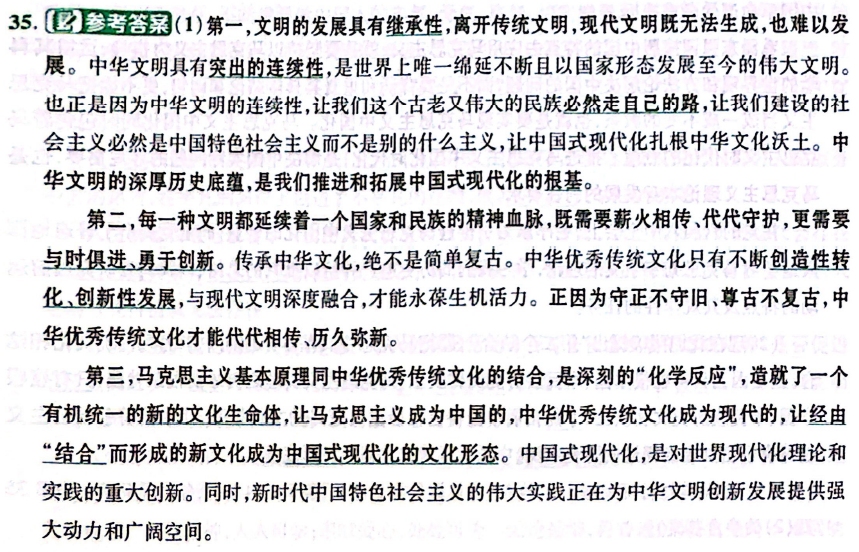 35. 参考答案 (1)第一,文明的发展具有继承性,离开传统文明,现代文明既无法生成,也难以发
展。中华文明具有突出的连续性,是世界上唯一绵延不断且以国家形态发展至今的伟大文明。
也正是因为中华文明的连续性,让我们这个古老又伟大的民族必然走自己的路,让我们建设的社
会主义必然是中国特色社会主义而不是别的什么主义,让中国式现代化扎根中华文化沃土。中
华文明的深厚历史底蕴,是我们推进和拓展中国式现代化的根基。
第二,每一种文明都延续着一个国家和民族的精神血脉,既需要薪火相传、代代守护,更需要
与时俱进、勇于创新。传承中华文化,绝不是简单复古。中华优秀传统文化只有不断创造性转
化、创新性发展,与现代文明深度融合,才能永葆生机活力。正因为守正不守旧、尊古不复古,中
华优秀传统文化才能代代相传、历久弥新。
第三,马克思主义基本原理同中华优秀传统文化的结合,是深刻的“化学反应”,造就了一个
有机统一的新的文化生命体,让马克思主义成为中国的,中华优秀传统文化成为现代的,让经由
“结合”而形成的新文化成为中国式现代化的文化形态。中国式现代化,是对世界现代化理论和
实践的重大创新。同时,新时代中国特色社会主义的伟大实践正在为中华文明创新发展提供强
大动力和广阔空间。